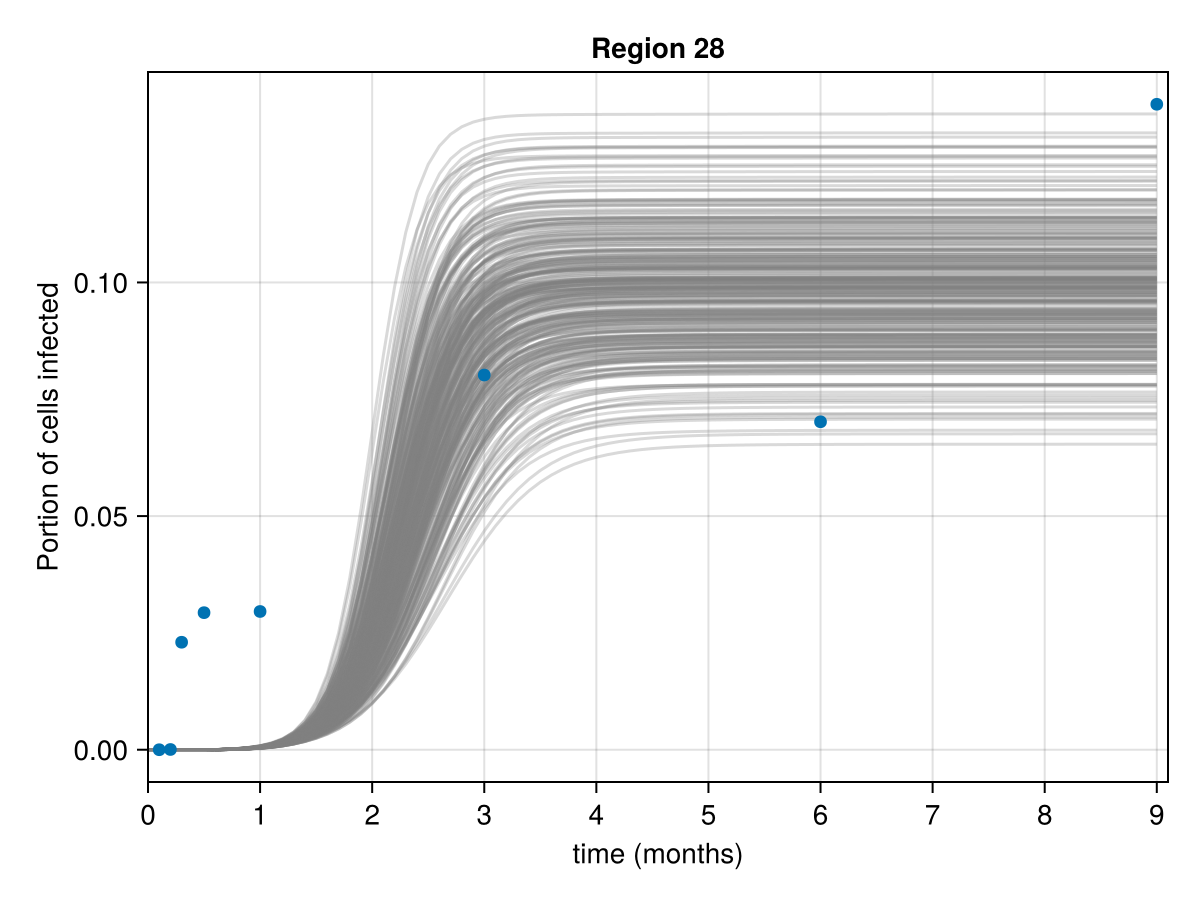 Region 28
Portion of cells infected
0.10
0.05
0.00
0 1 2 3 4 5 6 7 8 9
time (months)